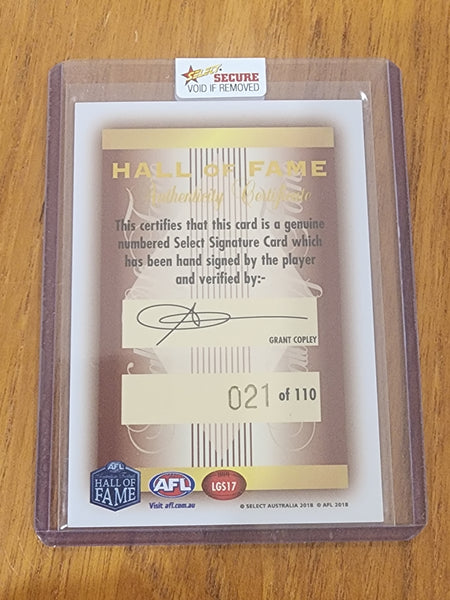 SELECT SECURE
VOID IF REMOVED
HALL OF FAME
Authenticity Certificate
This certifies that this card is a genuine
numbered Select Signature Card which
has been hand signed by the player
and verified by:-
GRANT COPLEY
021 of 110
AFL
HALL OF
FAME
AFL
LGS17
Visit afl.com.au
© SELECT AUSTRALIA 2018 © AFL 2018